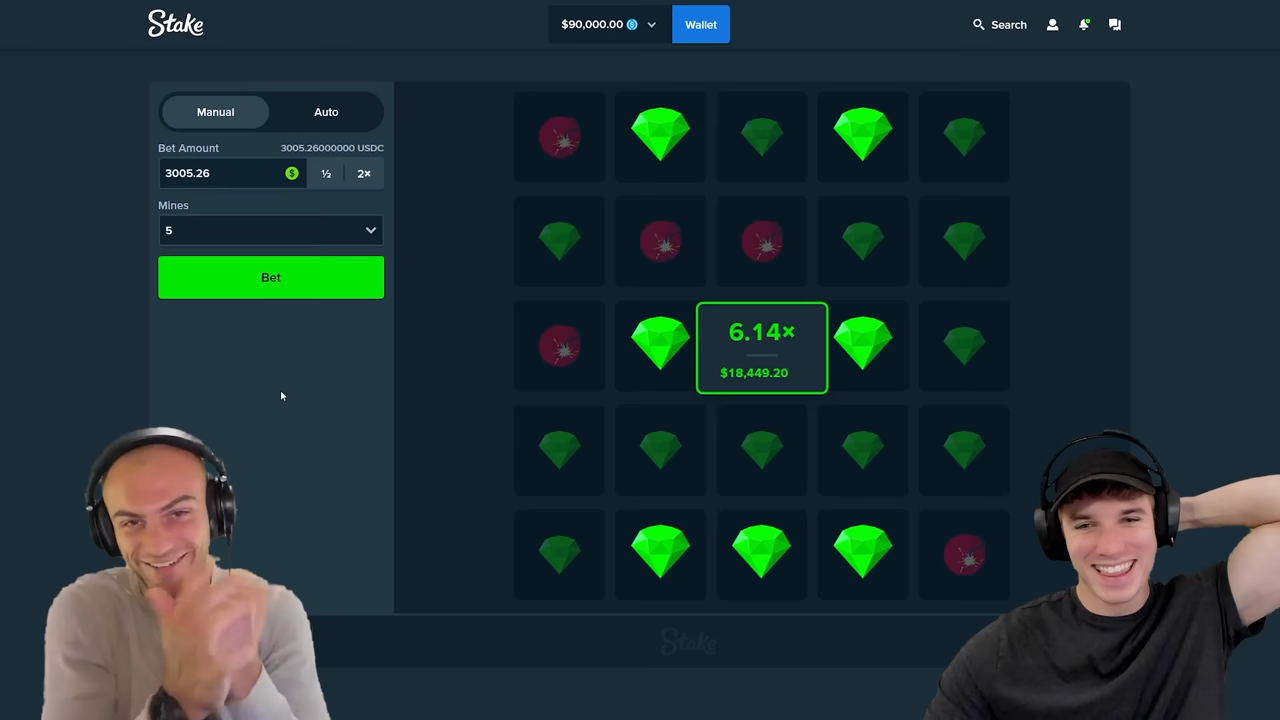 Stake
$90,000.00
Wallet
Search
Manual
Auto
Bet Amount
3005.26000000 USDC
3005.26
½
2×
Mines
5
Bet
6.14×
$18,449.20
Stake